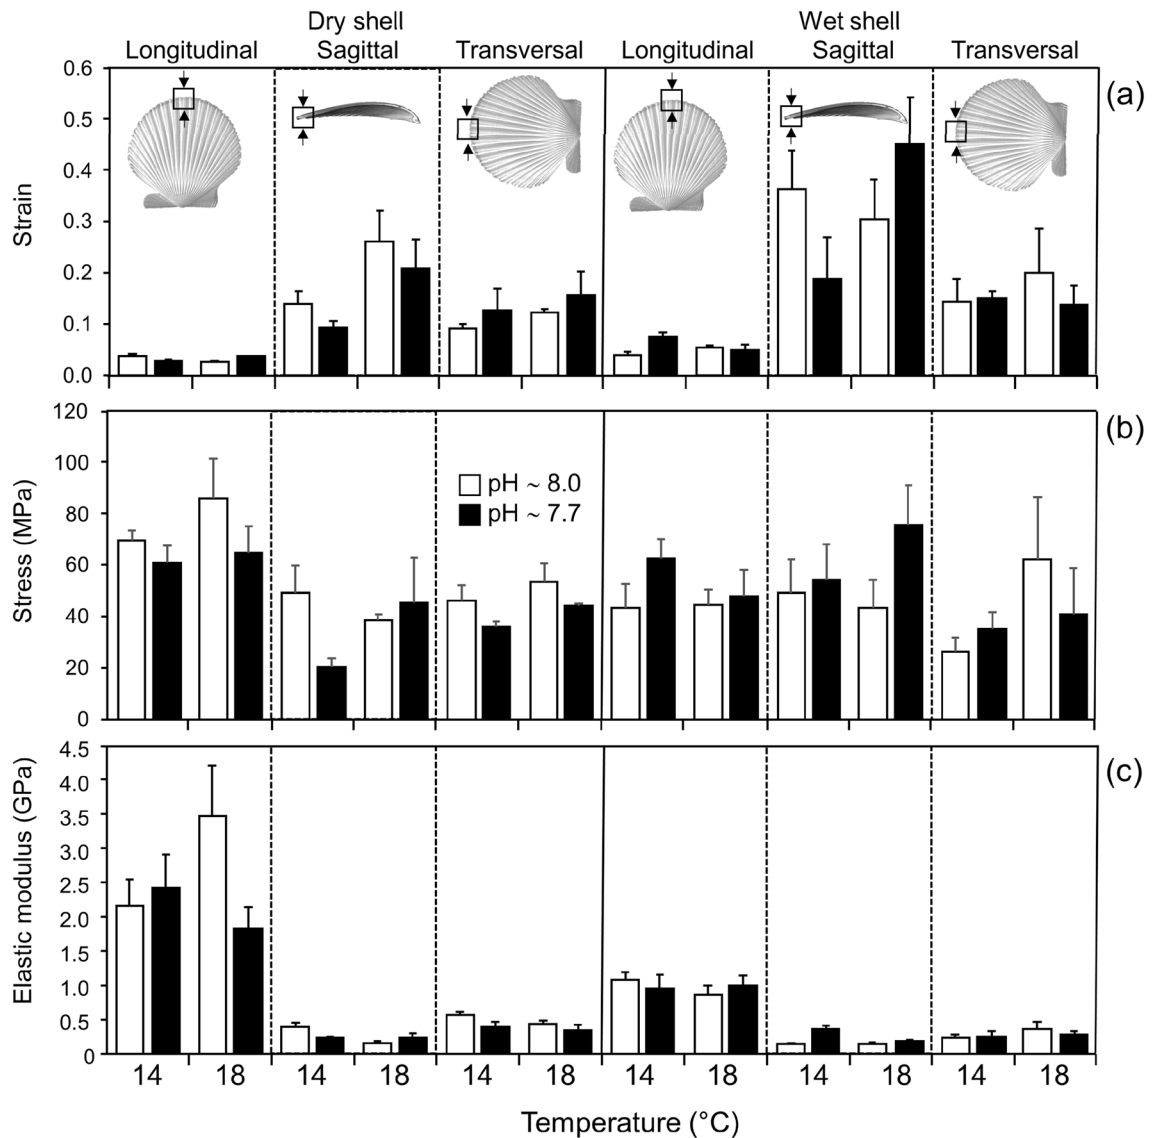 Dry shell
Wet shell
Longitudinal
Sagittal
Transversal
Longitudinal
Sagittal
Transversal
(a)
Strain
0.6
0.5
0.4
0.3
0.2
0.1
0.0
(b)
Stress (MPa)
120
100
80
60
40
20
0
pH ~ 8.0
pH ~ 7.7
(c)
Elastic modulus (GPa)
4.5
4.0
3.5
3.0
2.5
2.0
1.5
1.0
0.5
0
14 18 14 18 14 18 14 18 14 18 14 18
Temperature (°C)